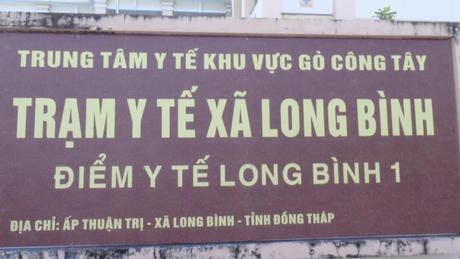 TRUNG TÂM Y TẾ KHU VỰC GÒ CÔNG TÂY
TRẠM Y TẾ XÃ LONG BÌNH
ĐIỂM Y TẾ LONG BÌNH 1
ĐỊA CHỈ: ẤP THUẬN TRỊ - XÃ LONG BÌNH - TỈNH ĐỒNG THÁP